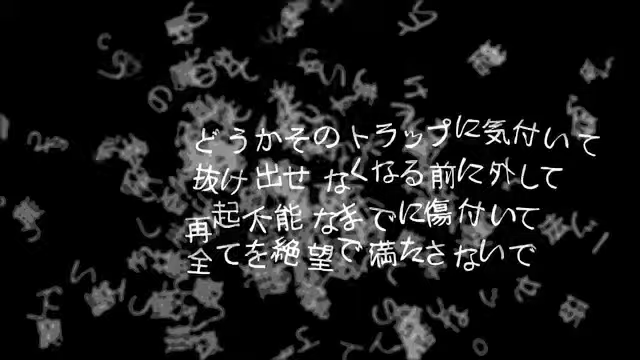 どうかそのトラップに気付いて
抜け出せなくなる前に外して
再起不能なまでに傷付いて
全てを絶望で満たさないで